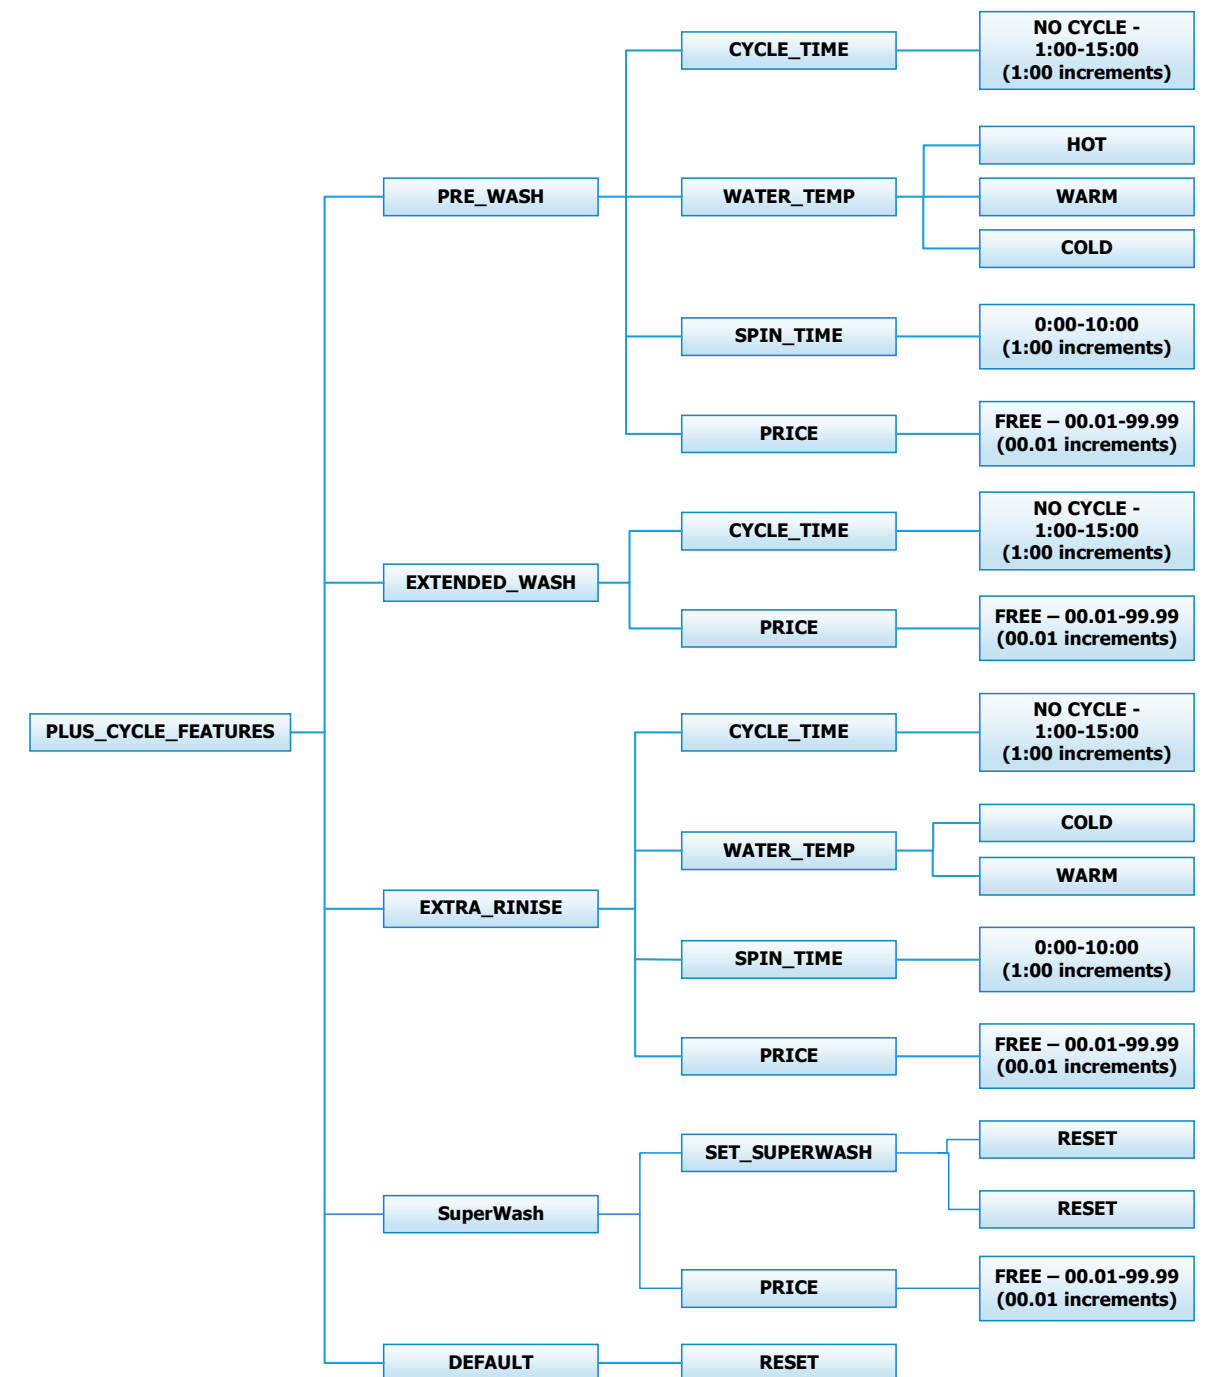 CYCLE_TIME
NO CYCLE -
1:00-15:00
(1:00 increments)
HOT
PRE_WASH
WATER_TEMP
WARM
COLD
SPIN_TIME
0:00-10:00
(1:00 increments)
PRICE
FREE – 00.01-99.99
(00.01 increments)
CYCLE_TIME
NO CYCLE -
1:00-15:00
(1:00 increments)
EXTENDED_WASH
PRICE
FREE – 00.01-99.99
(00.01 increments)
PLUS_CYCLE_FEATURES
CYCLE_TIME
NO CYCLE -
1:00-15:00
(1:00 increments)
COLD
WATER_TEMP
WARM
EXTRA_RINISE
SPIN_TIME
0:00-10:00
(1:00 increments)
PRICE
FREE – 00.01-99.99
(00.01 increments)
SET_SUPERWASH
RESET
SuperWash
RESET
PRICE
FREE – 00.01-99.99
(00.01 increments)
DEFAULT
RESET